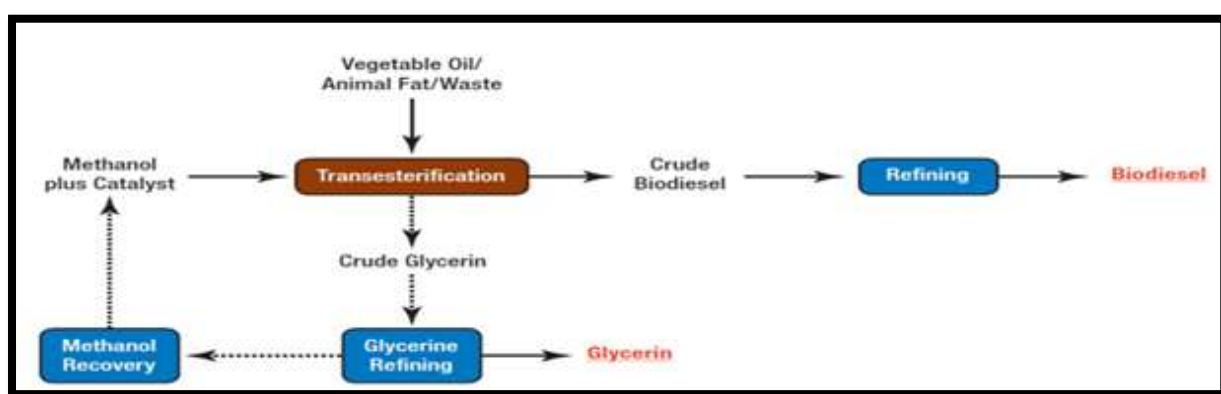 Vegetable Oil/
Animal Fat/Waste
Methanol
plus Catalyst
Transesterification
Crude
Biodiesel
Refining
Biodiesel
Crude Glycerin
Methanol
Recovery
Glycerine
Refining
Glycerin